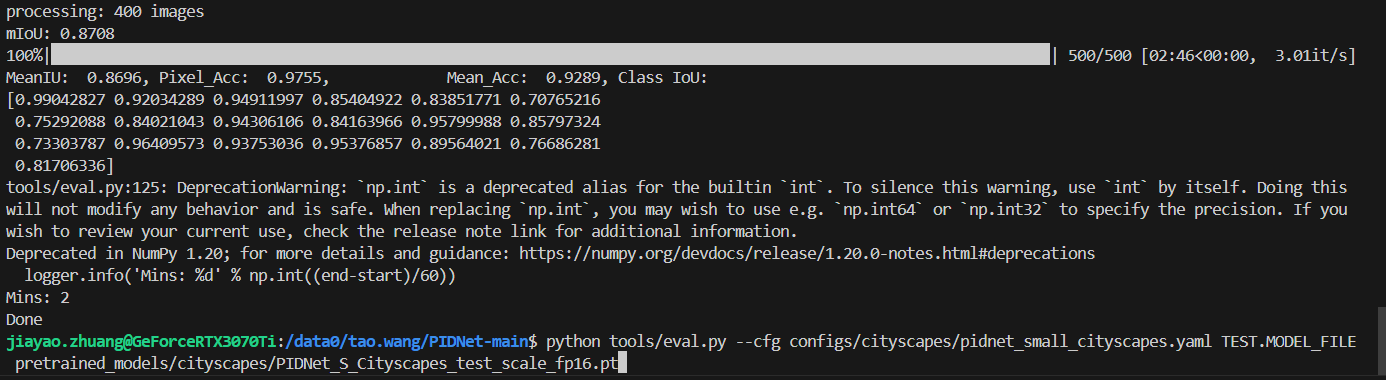 processing: 400 images
mIoU: 0.8708
100%| | 500/500 [02:46<00:00,  3.01it/s]
MeanIU:  0.8696, Pixel_Acc:  0.9755,            Mean_Acc:  0.9289, Class IoU:
[0.99042827 0.92034289 0.94911997 0.85404922 0.83851771 0.70765216
 0.75292088 0.84021043 0.94306106 0.84163966 0.95799988 0.85797324
 0.73303787 0.96409573 0.93753036 0.95376857 0.89564021 0.76686281
 0.81706336]
tools/eval.py:125: DeprecationWarning: `np.int` is a deprecated alias for the builtin `int`. To silence this warning, use `int` by itself. Doing this
will not modify any behavior and is safe. When replacing `np.int`, you may wish to use e.g. `np.int64` or `np.int32` to specify the precision. If you
wish to review your current use, check the release note link for additional information.
Deprecated in NumPy 1.20; for more details and guidance: https://numpy.org/devdocs/release/1.20.0-notes.html#deprecations
  logger.info('Mins: %d' % np.int((end-start)/60))
Mins: 2
Done
jiayao.zhuang@GeForceRTX3070Ti:/data0/tao.wang/PIDNet-main$ python tools/eval.py --cfg configs/cityscapes/pidnet_small_cityscapes.yaml TEST.MODEL_FILE
 pretrained_models/cityscapes/PIDNet_S_Cityscapes_test_scale_fp16.pt